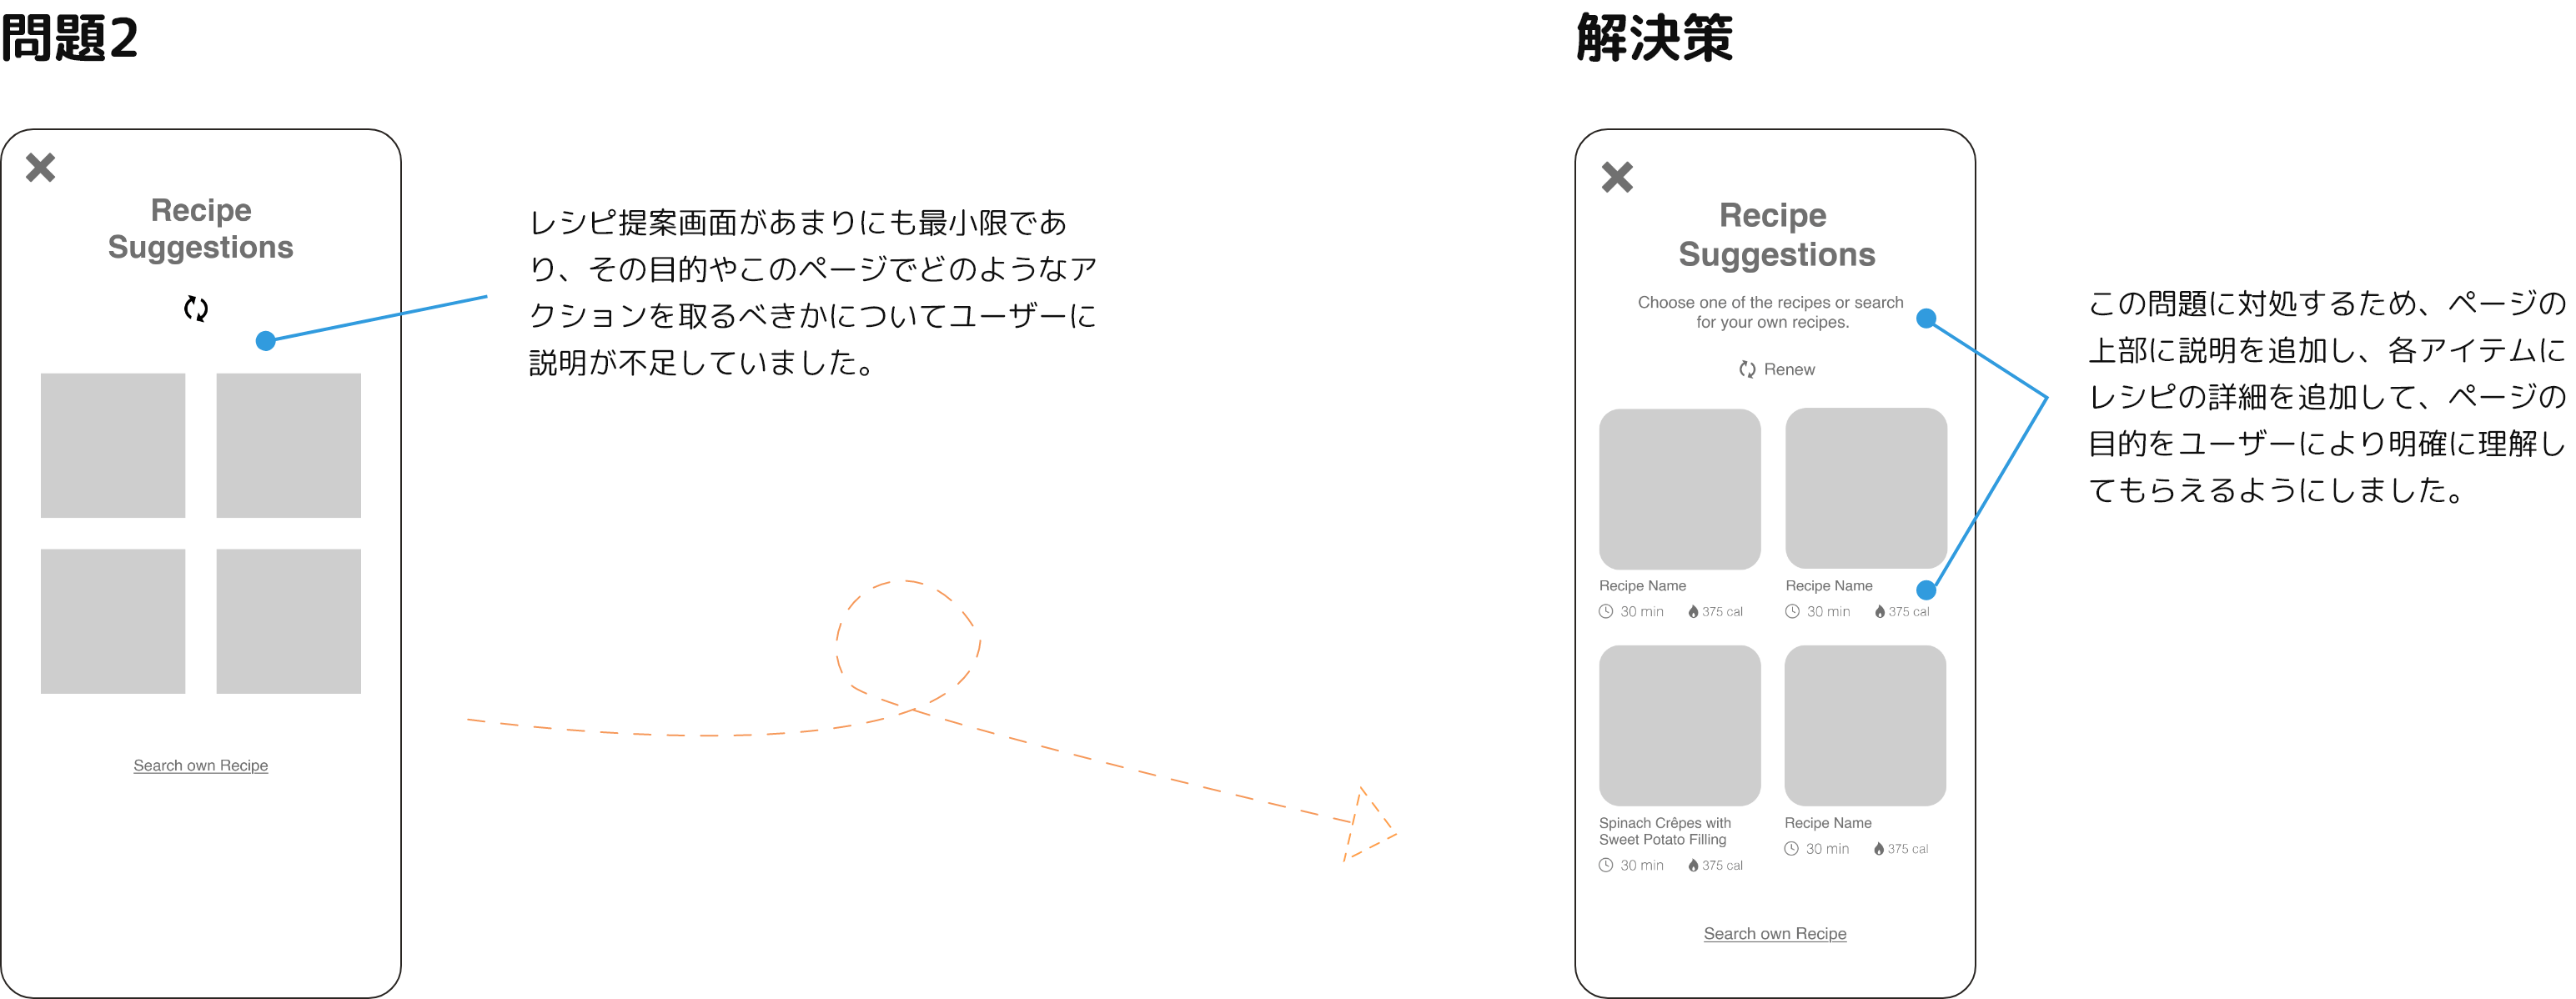 問題2
Recipe
Suggestions
Search own Recipe
レシピ提案画面があまりにも最小限であ
り、その目的やこのページでどのようなア
クションを取るべきかについてユーザーに
説明が不足していました。
解決策
Recipe
Suggestions
Choose one of the recipes or search
for your own recipes.
Renew
Recipe Name
30 min 375 cal
Recipe Name
30 min 375 cal
Spinach Crêpes with
Sweet Potato Filling
30 min 375 cal
Recipe Name
30 min 375 cal
Search own Recipe
この問題に対処するため、ページの
上部に説明を追加し、各アイテムに
レシピの詳細を追加して、ページの
目的をユーザーにより明確に理解し
てもらえるようにしました。